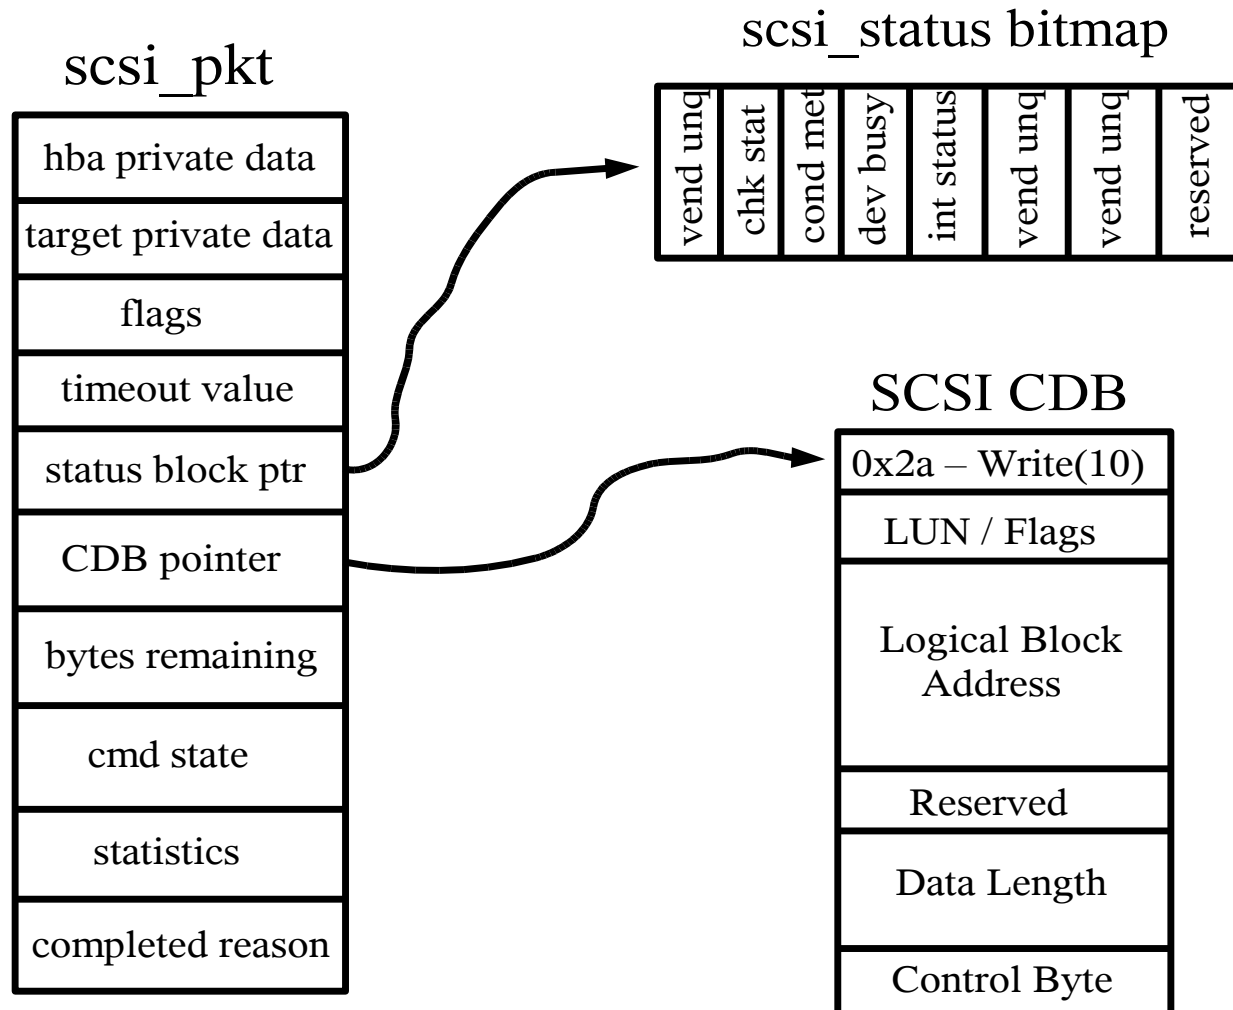 scsi_pkt
hba private data
target private data
flags
timeout value
status block ptr
CDB pointer
bytes remaining
cmd state
statistics
completed reason
scsi_status bitmap
vend unq
chk stat
cond met
dev busy
int status
vend unq
vend unq
reserved
SCSI CDB
0x2a – Write(10)
LUN / Flags
Logical Block
Address
Reserved
Data Length
Control Byte